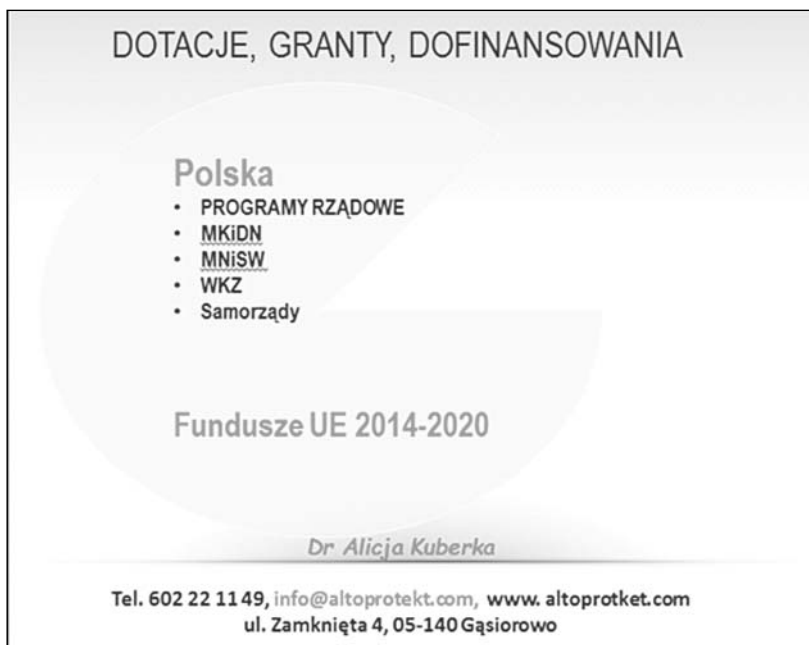 DOTACJE, GRANTY, DOFINANSOWANIA
Polska
• PROGRAMY RZĄDOWE
• MKiDN
• MNiSW
• WKZ
• Samorządy
Fundusze UE 2014-2020
Dr Alicja Kuberka
Tel. 602 22 11 49, info@altoprotekt.com, www. altoprotket.com
ul. Zamknięta 4, 05-140 Gąsiorowo